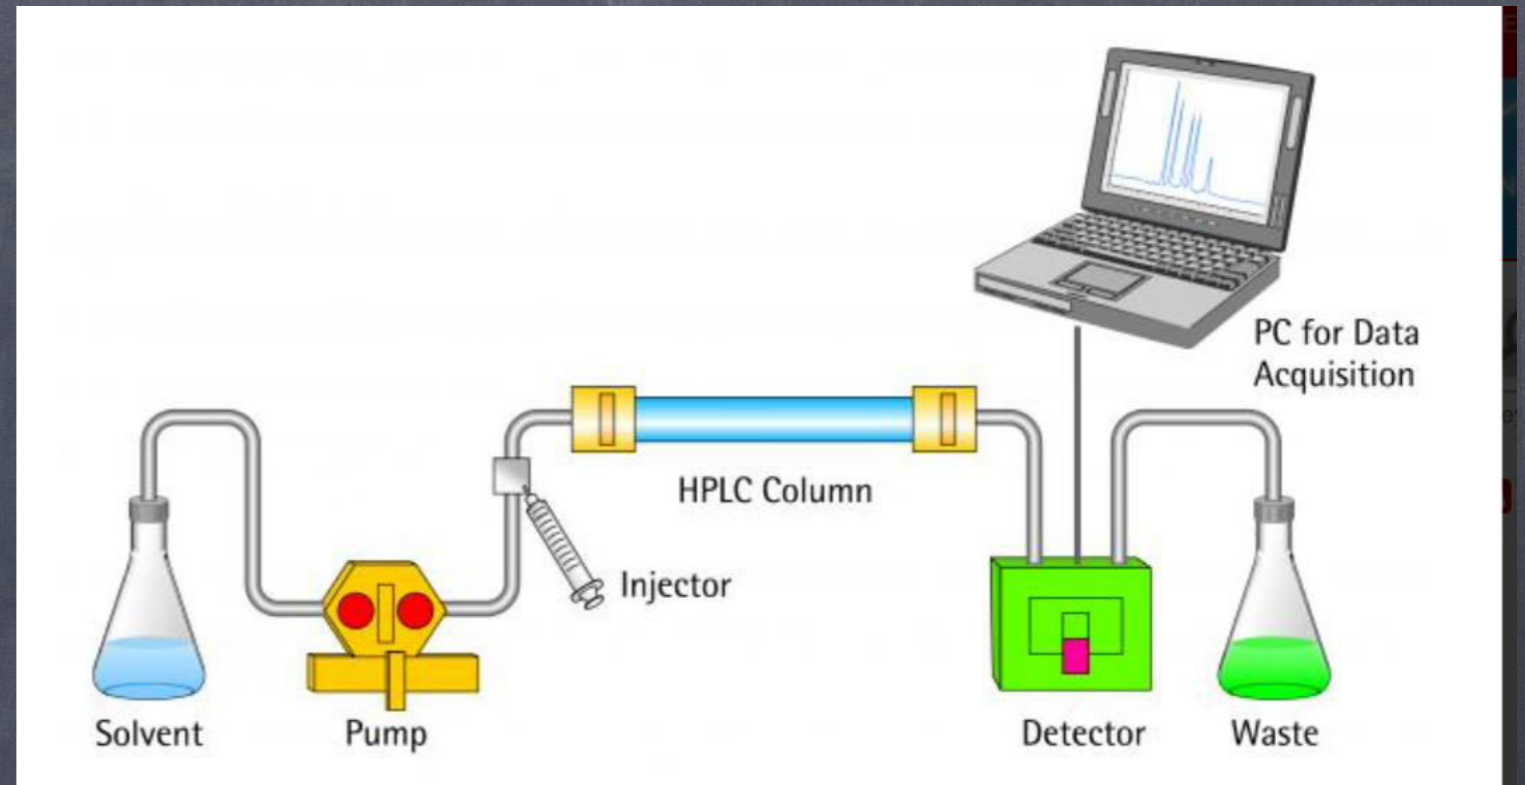 PC for Data
Acquisition
HPLC Column
Injector
Solvent
Pump
Detector
Waste